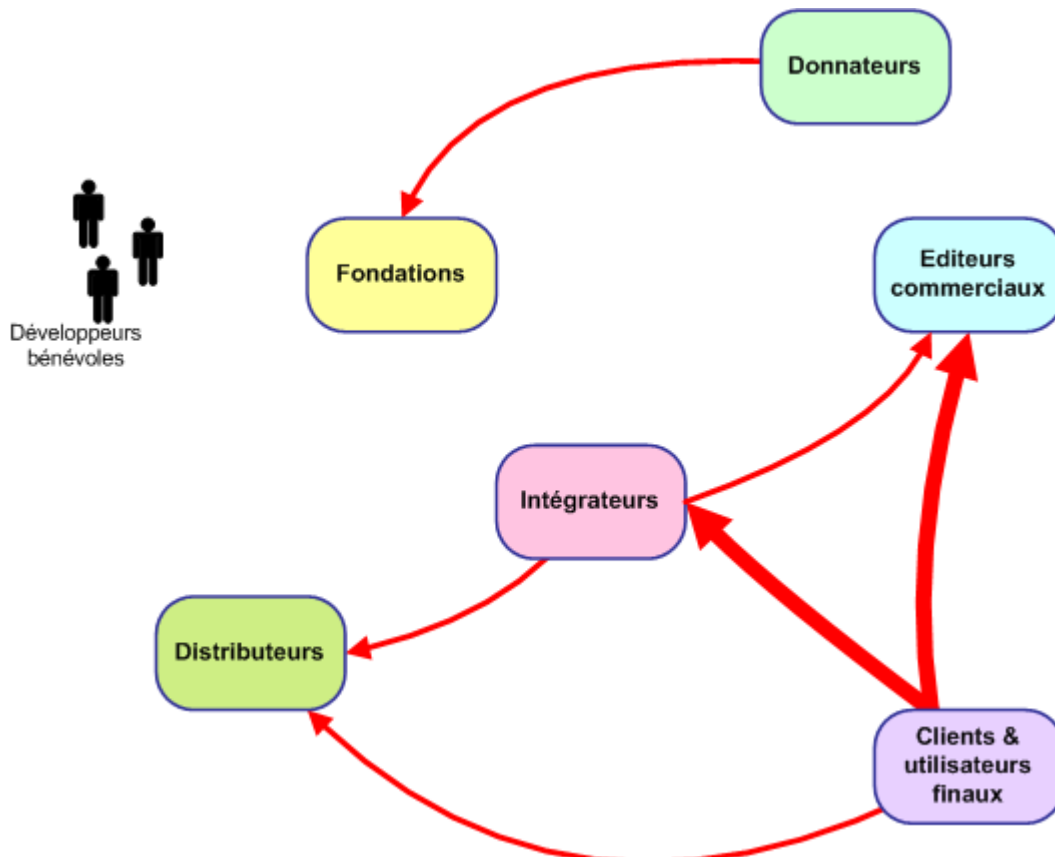 Donnateurs
Fondations
Editeurs
commerciaux
Développeurs
bénévoles
Intégrateurs
Distributeurs
Clients &
utilisateurs
finaux